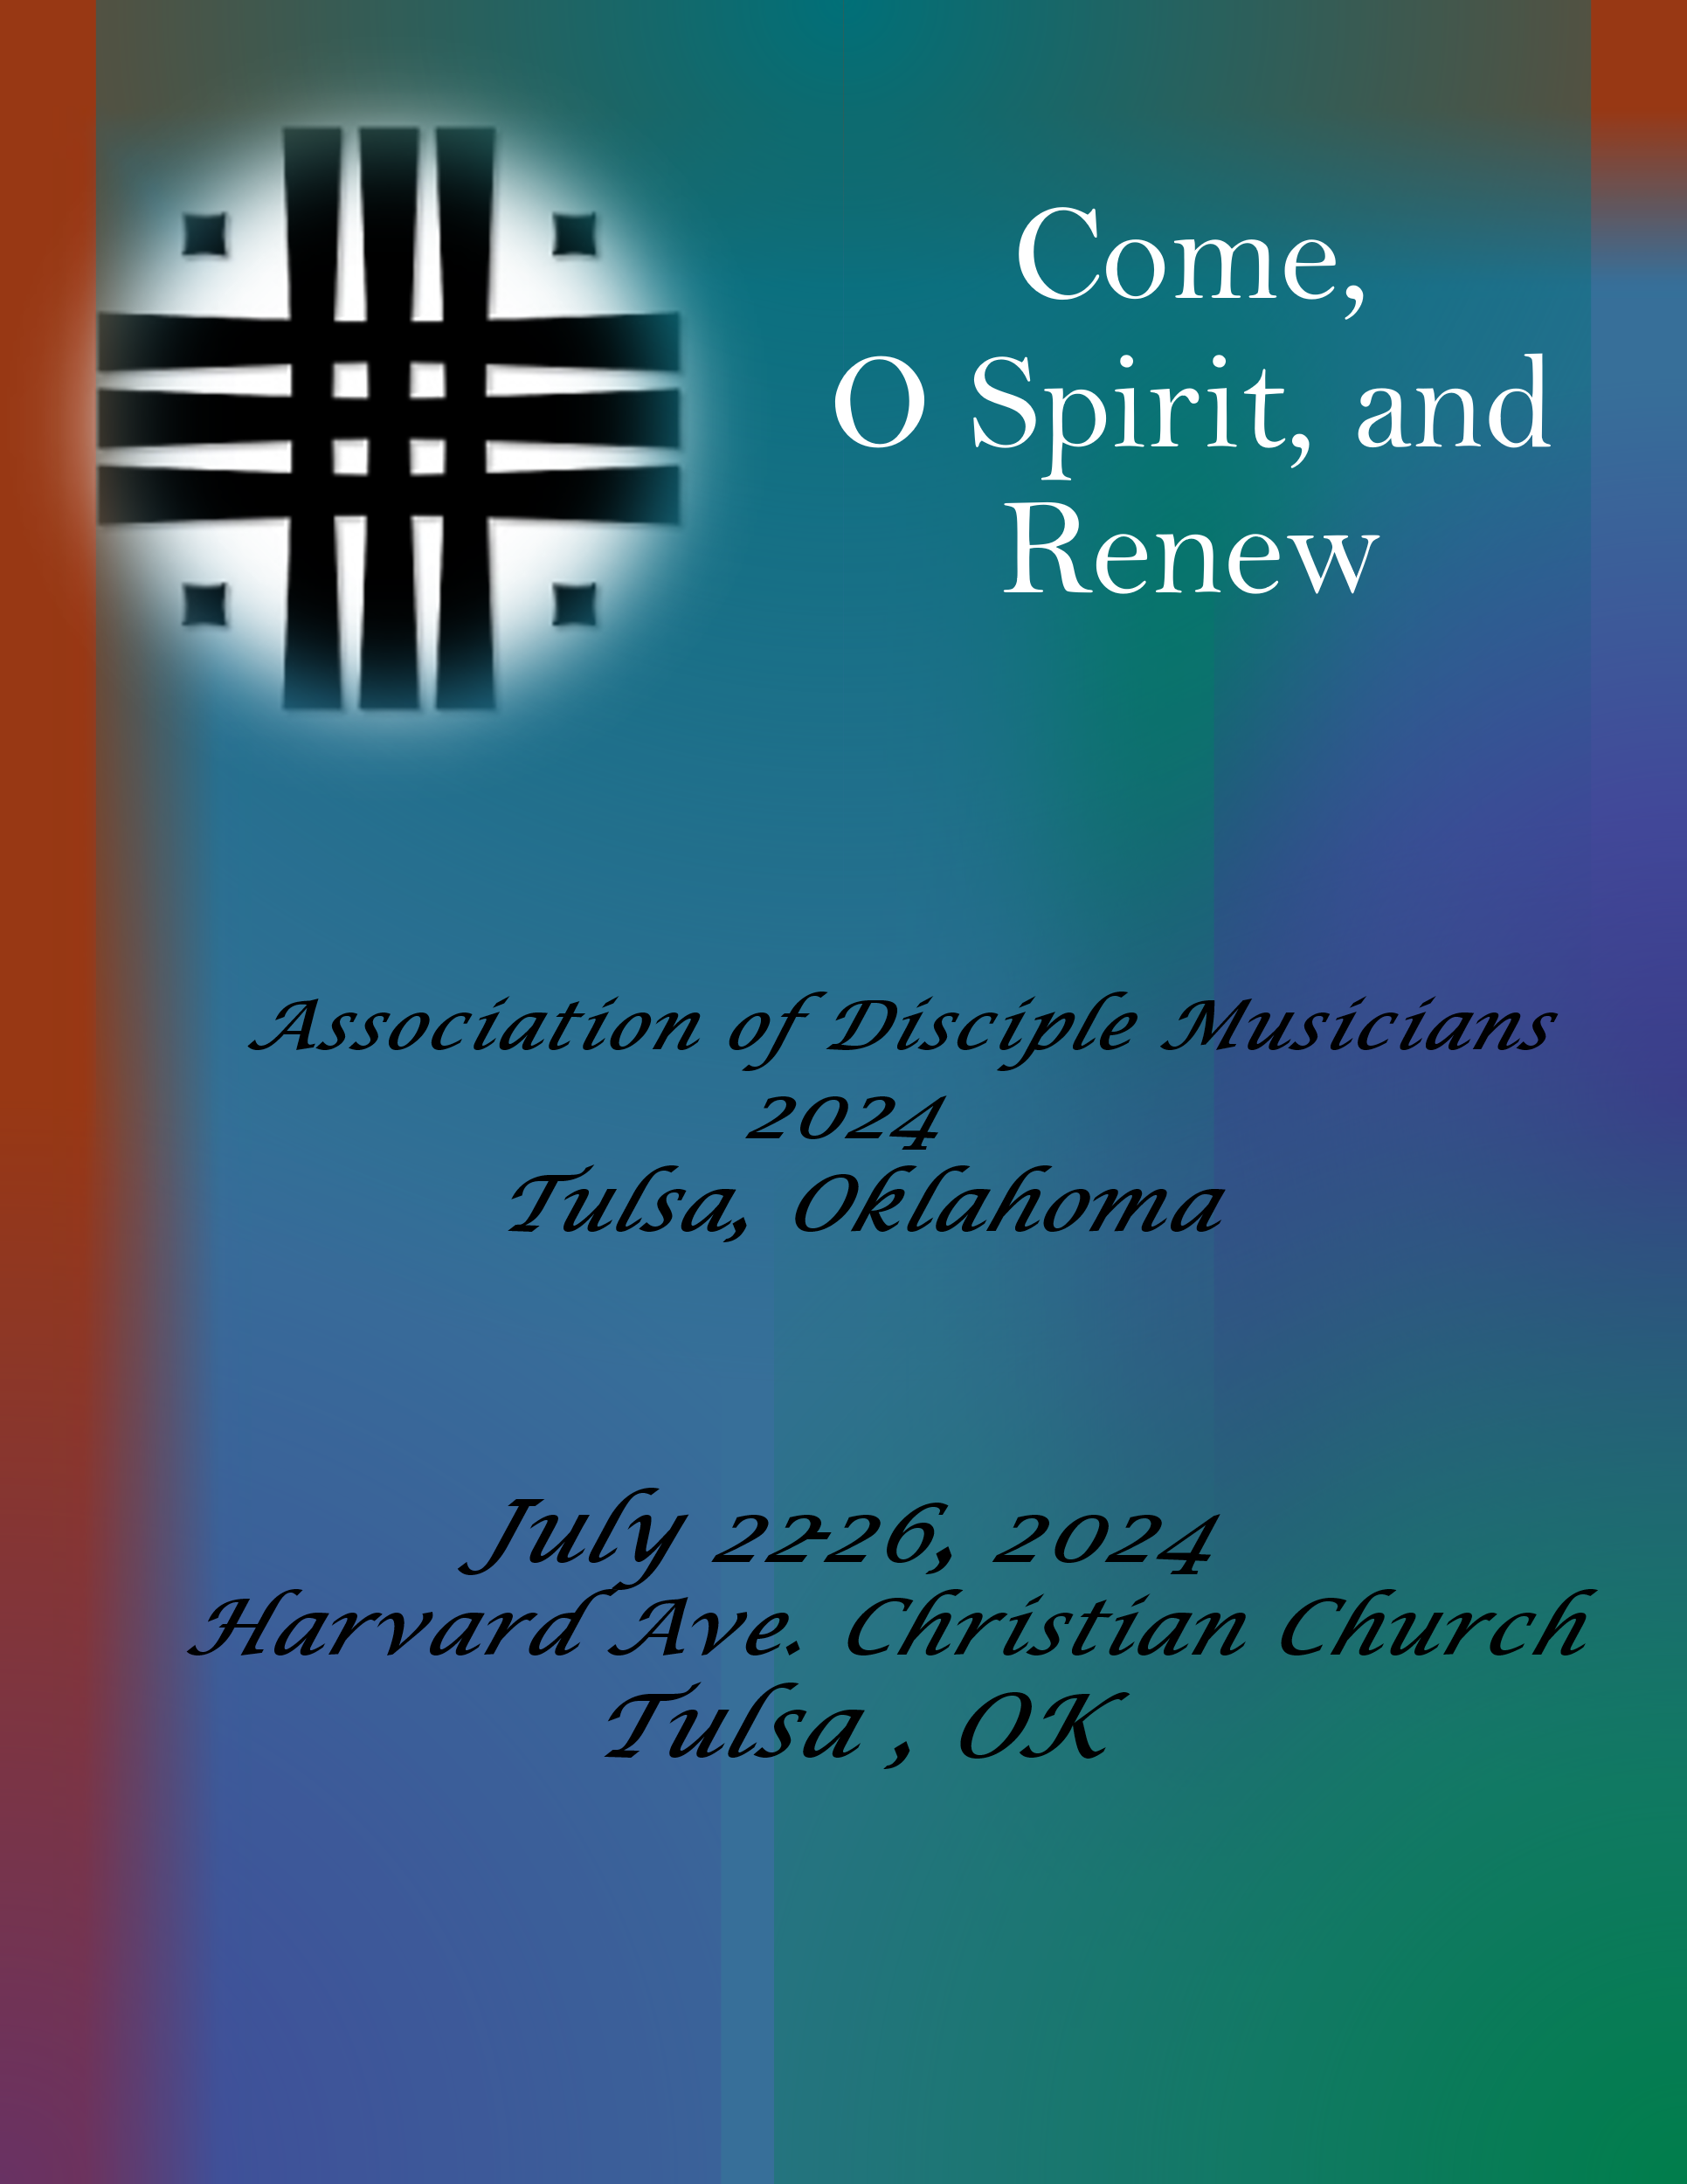 Come,
O Spirit, and
Renew
Association of Disciple Musicians
2024
Tulsa, Oklahoma
July 22-26, 2024
Harvard Ave. Christian Church
Tulsa , OK